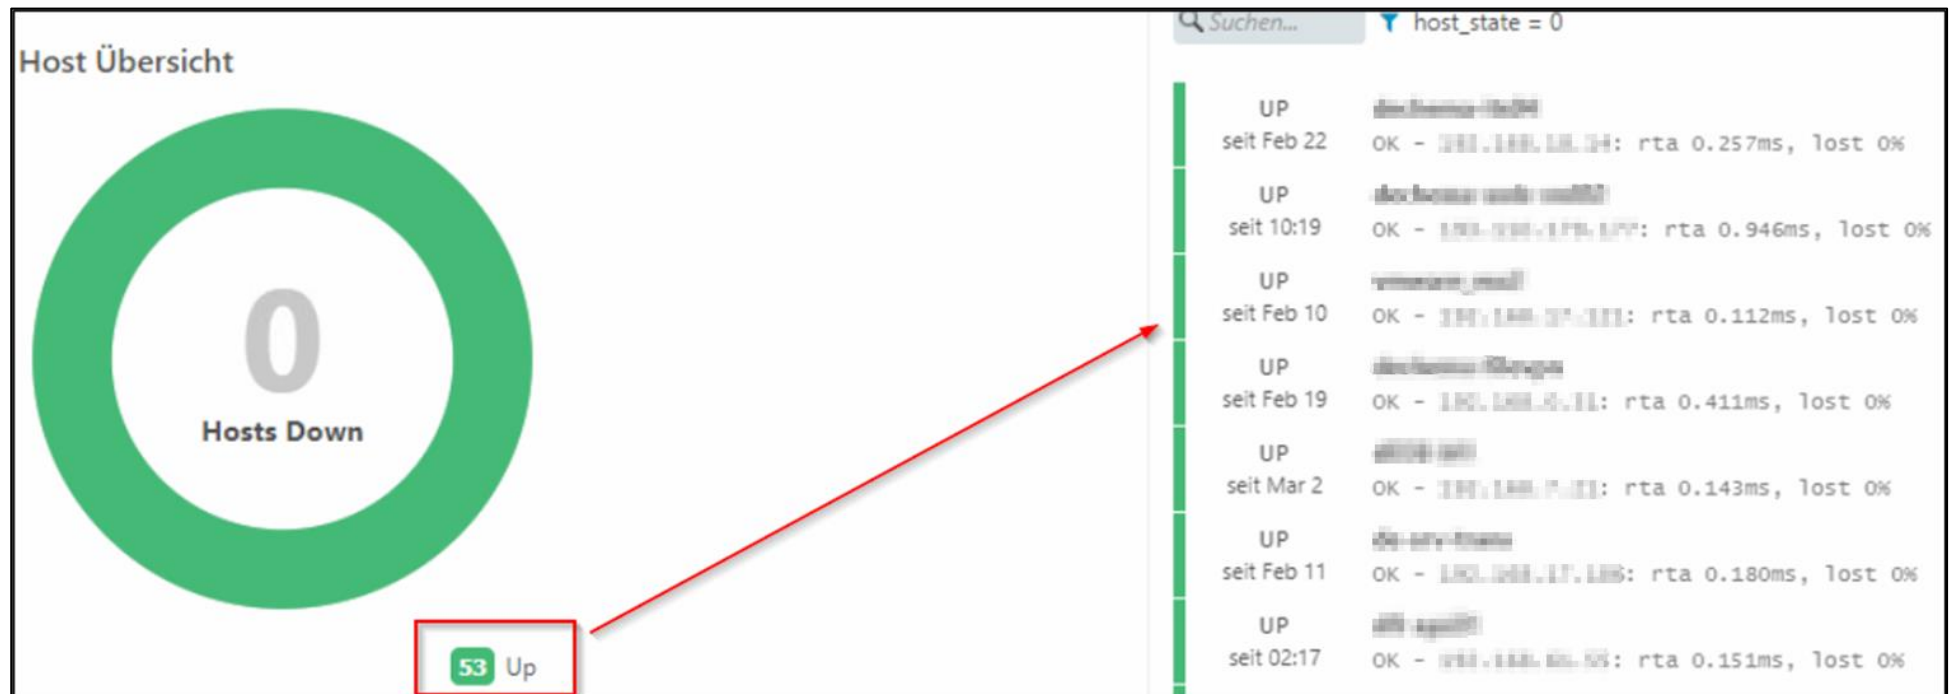 Host Übersicht
0
Hosts Down
53 Up
Suchen...
host_state = 0
UP
seit Feb 22
OK - : rta 0.257ms, lost 0%
UP
seit 10:19
OK - : rta 0.946ms, lost 0%
UP
seit Feb 10
OK - : rta 0.112ms, lost 0%
UP
seit Feb 19
OK - : rta 0.411ms, lost 0%
UP
seit Mar 2
OK - : rta 0.143ms, lost 0%
UP
seit Feb 11
OK - : rta 0.180ms, lost 0%
UP
seit 02:17
OK - : rta 0.151ms, lost 0%